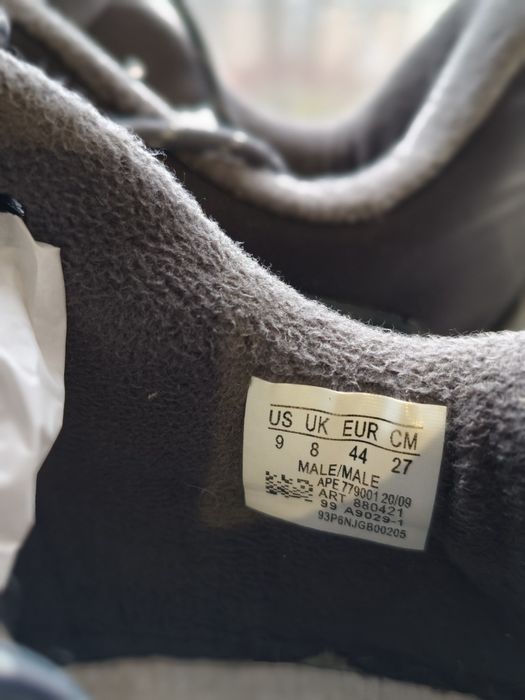 US UK EUR CM
9 8 44 27
MALE/MALE
APE 779001 20/09
ART 880421
99 A9029-1
93P6NJGB00205